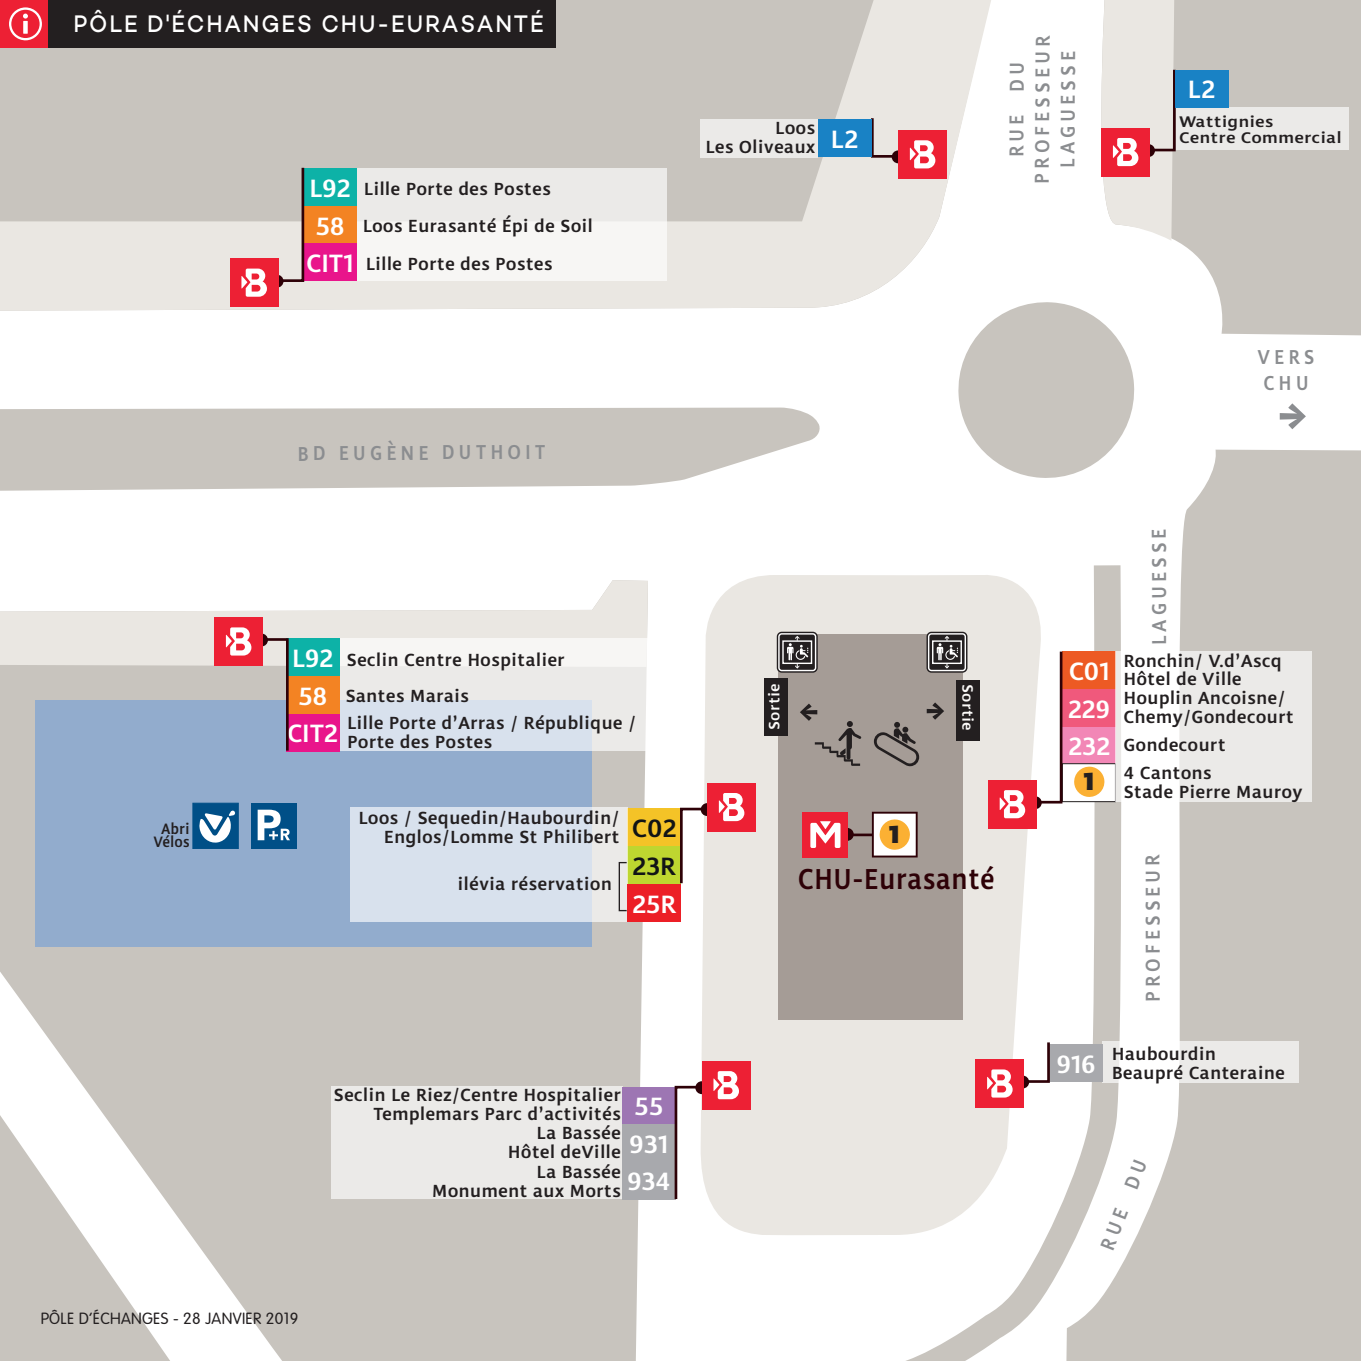 PÔLE D'ÉCHANGES CHU-EURASANTÉ
RUE DU
PROFESSEUR
LAGUESSE
L2
Wattignies
Centre Commercial
B
Loos
Les Oliveaux
L2
B
L92 Lille Porte des Postes
58 Loos Eurasanté Épi de Soil
CIT1 Lille Porte des Postes
B
VERS
CHU
BD EUGÈNE DUTHOIT
B
L92 Seclin Centre Hospitalier
58 Santes Marais
CIT2 Lille Porte d'Arras / République /
Porte des Postes
Sortie
Sortie
C01 Ronchin/ V.d'Ascq
Hôtel de Ville
229 Houplin Ancoisne/
Chemy/Gondecourt
232 Gondecourt
1 4 Cantons
Stade Pierre Mauroy
B
B
Abri
Vélos
P+R
Loos / Sequedin/Haubourdin/
Englos/Lomme St Philibert
C02
ilévia réservation
23R
25R
M 1
CHU-Eurasanté
RUE DU PROFESSEUR LAGUESSE
B
916 Haubourdin
Beaupré Canteraine
B
Seclin Le Riez/Centre Hospitalier
Templemars Parc d'activités
55
La Bassée
Hôtel deVille
931
La Bassée
Monument aux Morts
934
PÔLE D'ÉCHANGES - 28 JANVIER 2019